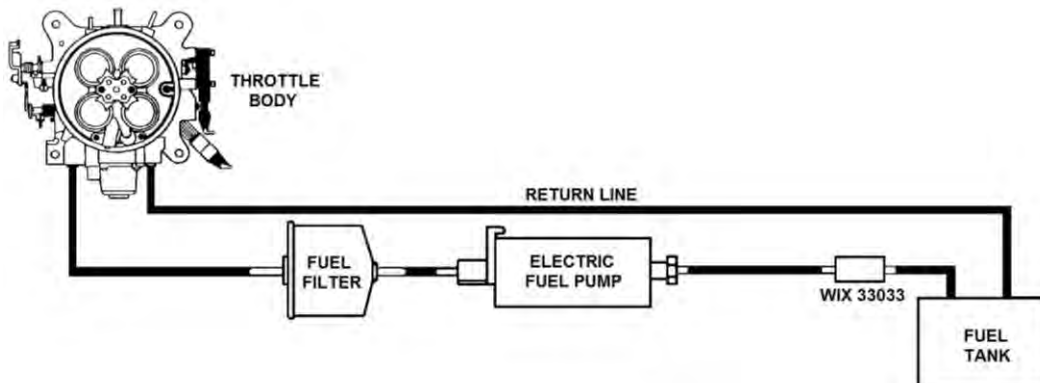 THROTTLE
BODY
RETURN LINE
FUEL
FILTER
ELECTRIC
FUEL PUMP
WIX 33033
FUEL
TANK